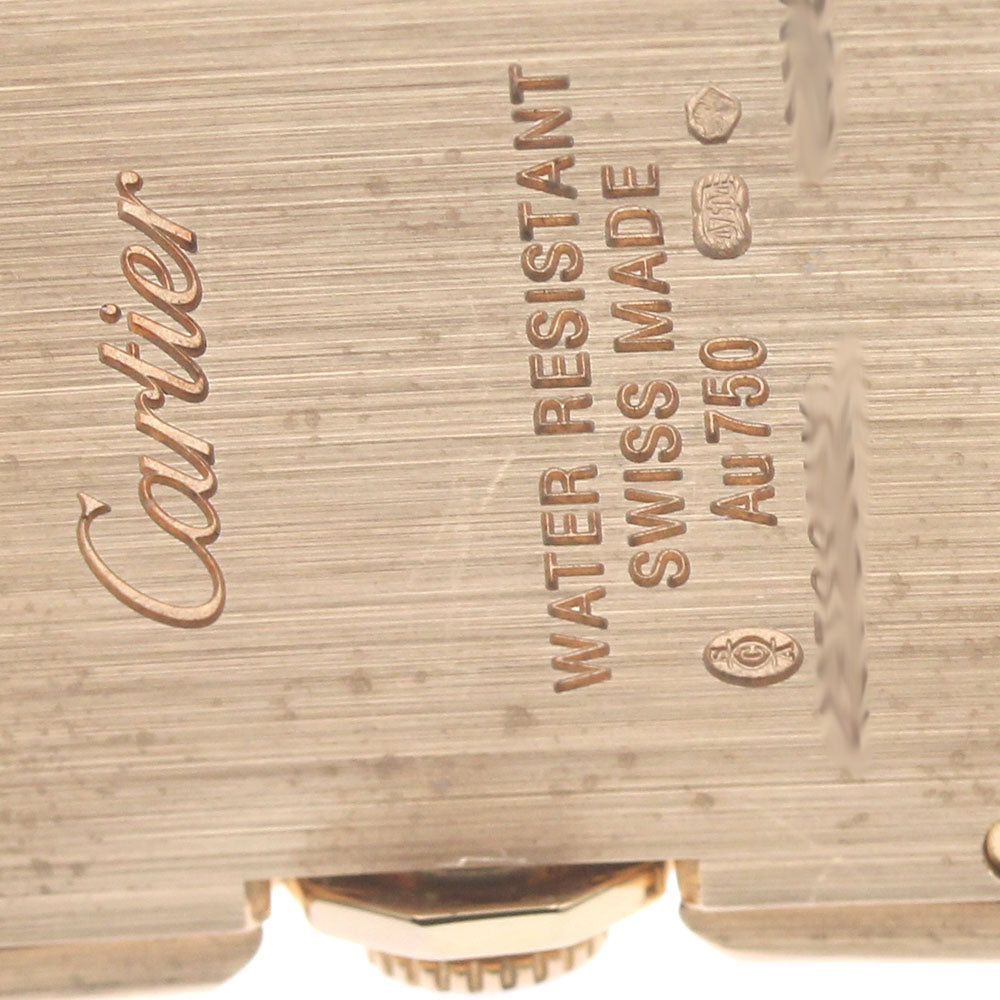 Cartier
WATER RESISTANT
SWISS MADE
Au 750